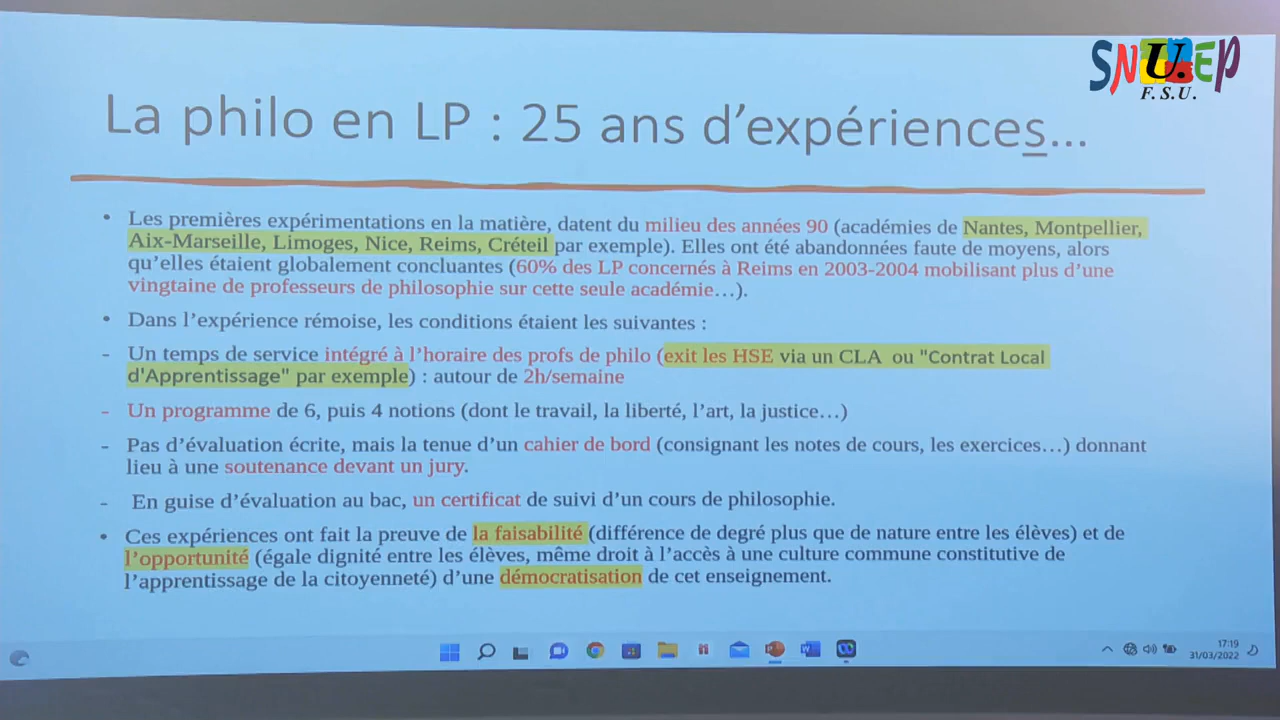 SNU.EP
F.S.U.
La philo en LP : 25 ans d’expériences…
• Les premières expérimentations en la matière, datent du milieu des années 90 (académies de Nantes, Montpellier,
Aix-Marseille, Limoges, Nice, Reims, Créteil par exemple). Elles ont été abandonnées faute de moyens, alors
qu’elles étaient globalement concluantes (60% des LP concernés à Reims en 2003-2004 mobilisant plus d’une
vingtaine de professeurs de philosophie sur cette seule académie…).
• Dans l’expérience rémoise, les conditions étaient les suivantes :
- Un temps de service intégré à l’horaire des profs de philo (exit les HSE via un CLA ou "Contrat Local
d'Apprentissage" par exemple) : autour de 2h/semaine
- Un programme de 6, puis 4 notions (dont le travail, la liberté, l’art, la justice…)
- Pas d’évaluation écrite, mais la tenue d’un cahier de bord (consignant les notes de cours, les exercices…) donnant
lieu à une soutenance devant un jury.
- En guise d’évaluation au bac, un certificat de suivi d’un cours de philosophie.
• Ces expériences ont fait la preuve de la faisabilité (différence de degré plus que de nature entre les élèves) et de
l’opportunité (égale dignité entre les élèves, même droit à l’accès à une culture commune constitutive de
l’apprentissage de la citoyenneté) d’une démocratisation de cet enseignement.
17:19
31/03/2022